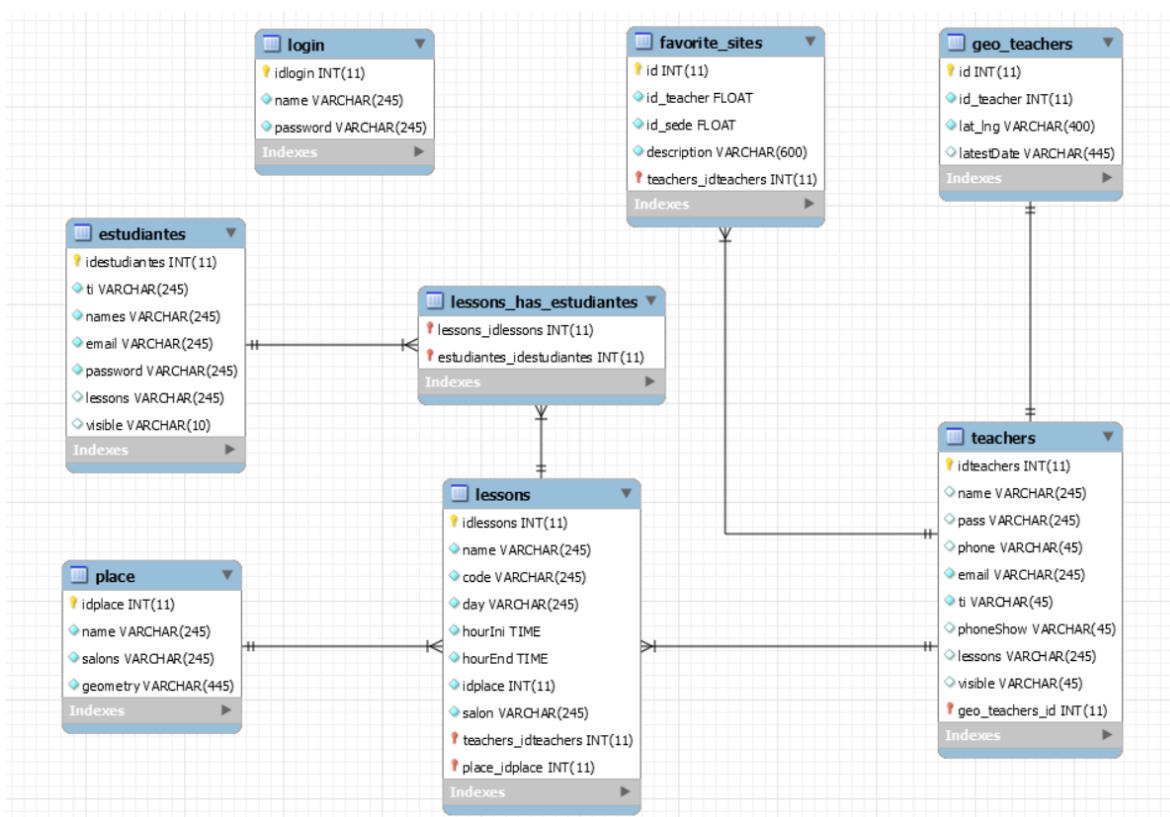 login
idlogin INT(11)
name VARCHAR(245)
password VARCHAR(245)
Indexes
favorite_sites
id INT(11)
id_teacher FLOAT
id_sede FLOAT
description VARCHAR(600)
teachers_idteachers INT(11)
Indexes
geo_teachers
id INT(11)
id_teacher INT(11)
lat_lng VARCHAR(400)
latestDate VARCHAR(445)
Indexes
estudiantes
idestudiantes INT(11)
ti VARCHAR(245)
names VARCHAR(245)
email VARCHAR(245)
password VARCHAR(245)
lessons VARCHAR(245)
visible VARCHAR(10)
Indexes
lessons_has_estudiantes
lessons_idlessons INT(11)
estudiantes_idestudiantes INT(11)
Indexes
teachers
idteachers INT(11)
name VARCHAR(245)
pass VARCHAR(245)
phone VARCHAR(45)
email VARCHAR(245)
ti VARCHAR(45)
phoneShow VARCHAR(45)
lessons VARCHAR(245)
visible VARCHAR(45)
geo_teachers_id INT(11)
Indexes
lessons
idlessons INT(11)
name VARCHAR(245)
code VARCHAR(245)
day VARCHAR(245)
hourIni TIME
hourEnd TIME
idplace INT(11)
salon VARCHAR(245)
teachers_idteachers INT(11)
place_idplace INT(11)
Indexes
place
idplace INT(11)
name VARCHAR(245)
salons VARCHAR(245)
geometry VARCHAR(445)
Indexes